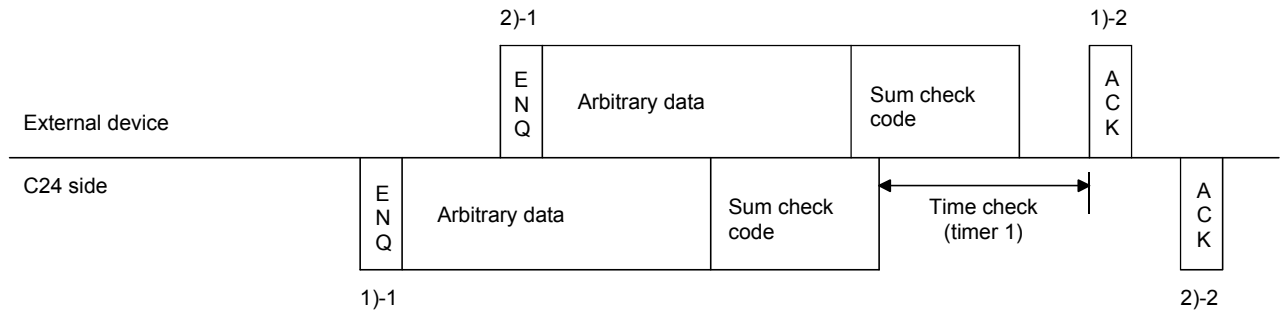 2)-1
1)-2
E
N
Q
Arbitrary data
Sum check
code
A
C
K
External device
C24 side
E
N
Q
Arbitrary data
Sum check
code
Time check
(timer 1)
A
C
K
1)-1
2)-2